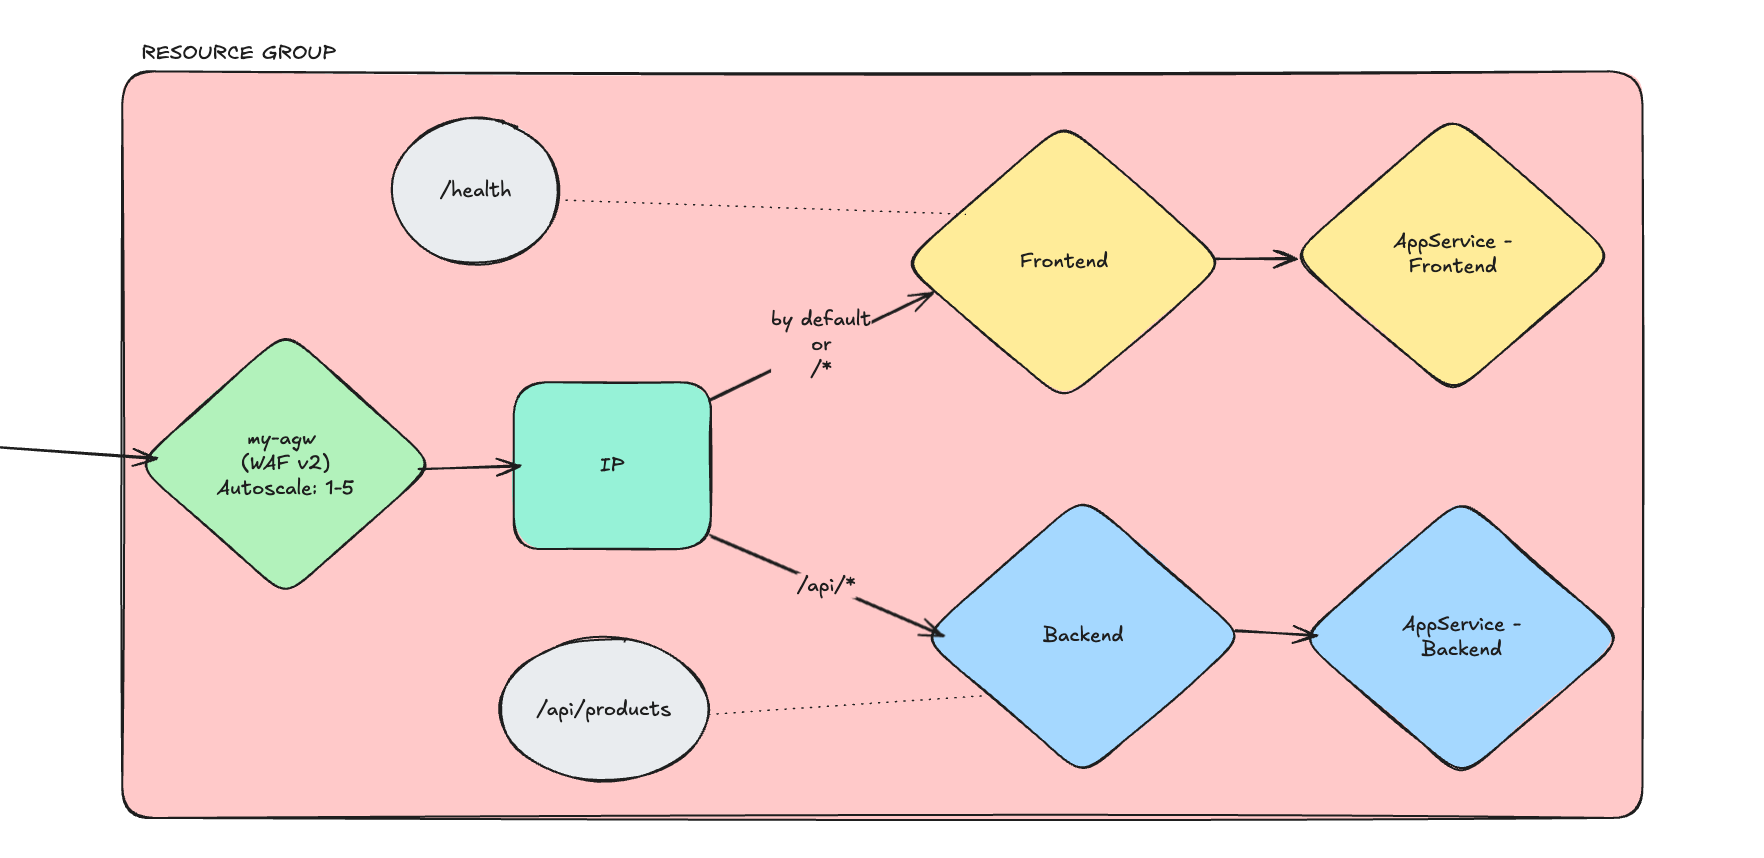 RESOURCE GROUP
/health
Frontend
AppService -
Frontend
by default
or
/*
my-agw
(WAF v2)
Autoscale: 1-5
IP
/api/*
Backend
AppService -
Backend
/api/products